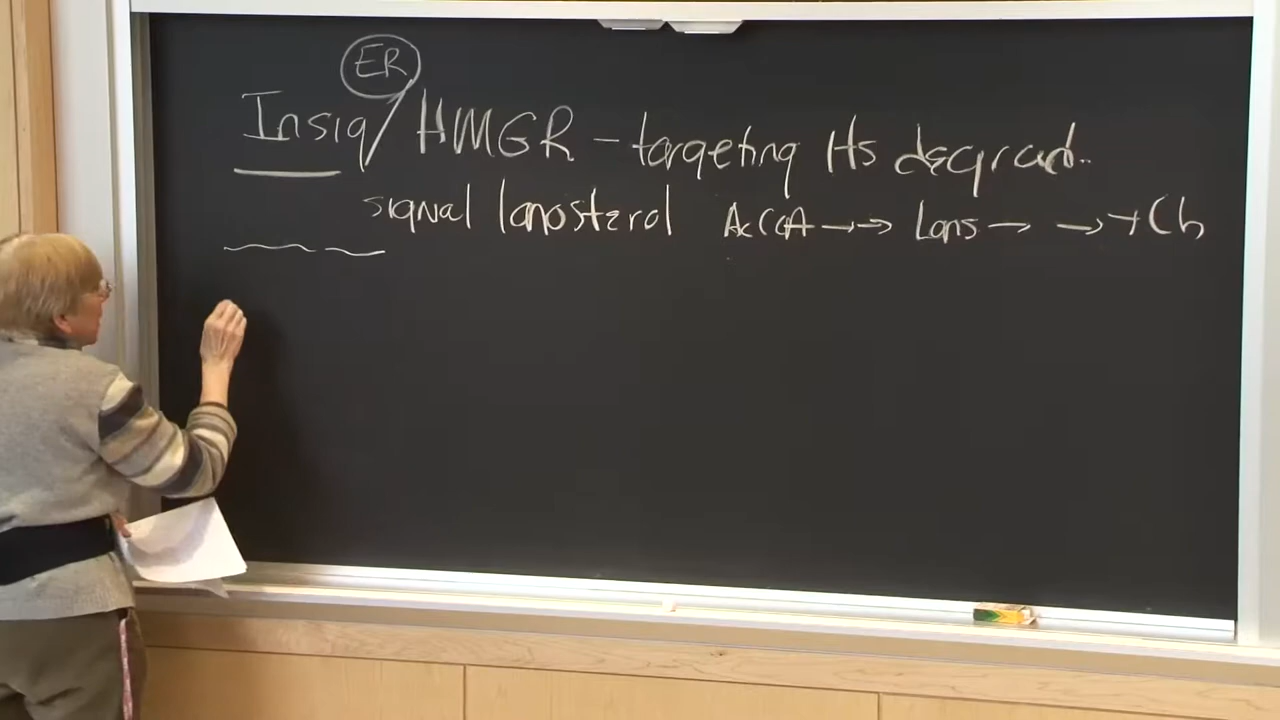 ER
Insig/HMGR - targeting Its degrad..
signal lanosterol AcCoA →→ Lans → →→ Ch